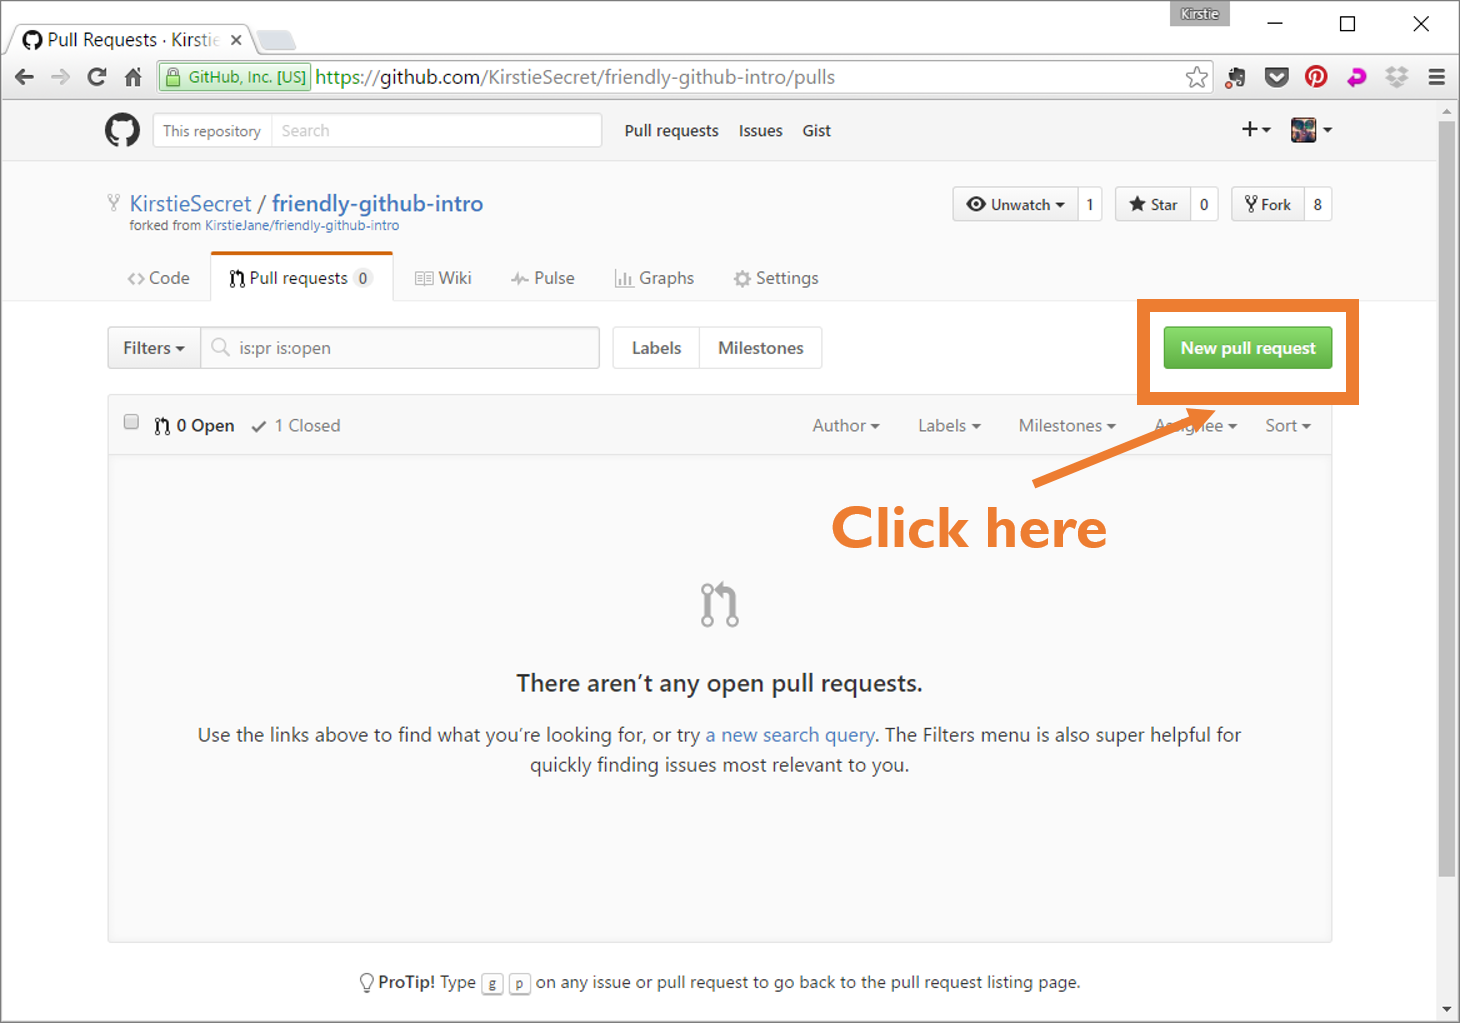 Kirstie
Pull Requests · Kirstie
GitHub, Inc. [US] https://github.com/KirstieSecret/friendly-github-intro/pulls
This repository Search Pull requests Issues Gist
KirstieSecret / friendly-github-intro
Unwatch 1 Star 0 Fork 8
forked from KirstieJane/friendly-github-intro
Code Pull requests 0 Wiki Pulse Graphs Settings
Filters is:pr is:open Labels Milestones New pull request
0 Open 1 Closed Author Labels Milestones Assignee Sort
Click here
There aren't any open pull requests.
Use the links above to find what you're looking for, or try a new search query. The Filters menu is also super helpful for
quickly finding issues most relevant to you.
ProTip! Type g p on any issue or pull request to go back to the pull request listing page.